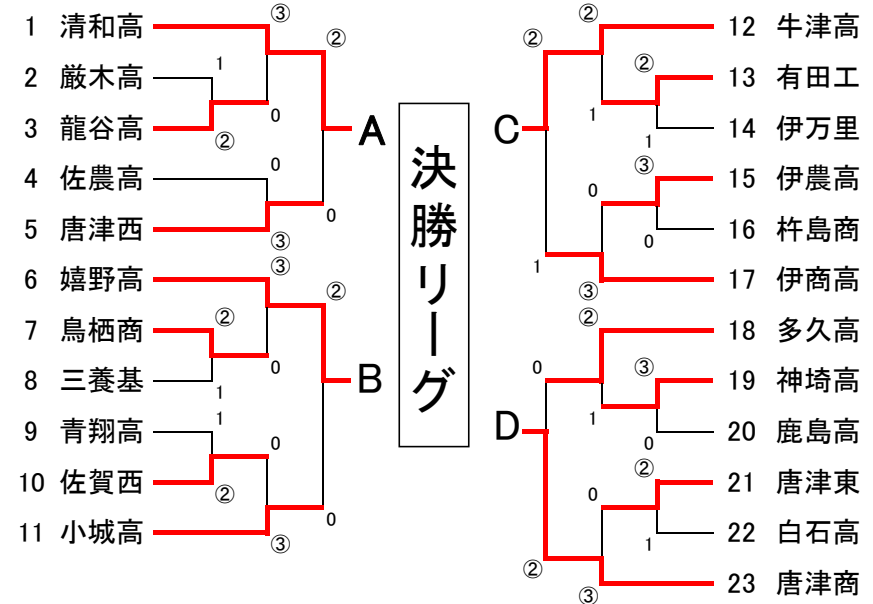 1 清和高
2 厳木高
3 龍谷高
4 佐農高
5 唐津西
6 嬉野高
7 鳥栖商
8 三養基
9 青翔高
10 佐賀西
11 小城高
③
②
1
0
②
0
0
③
③
②
②
0
1
1
0
②
0
③
A
B
決勝リーグ
C
D
②
②
②
1
1
③
0
0
1
③
②
0
③
1
0
②
0
1
②
③
12 牛津高
13 有田工
14 伊万里
15 伊農高
16 杵島商
17 伊商高
18 多久高
19 神埼高
20 鹿島高
21 唐津東
22 白石高
23 唐津商